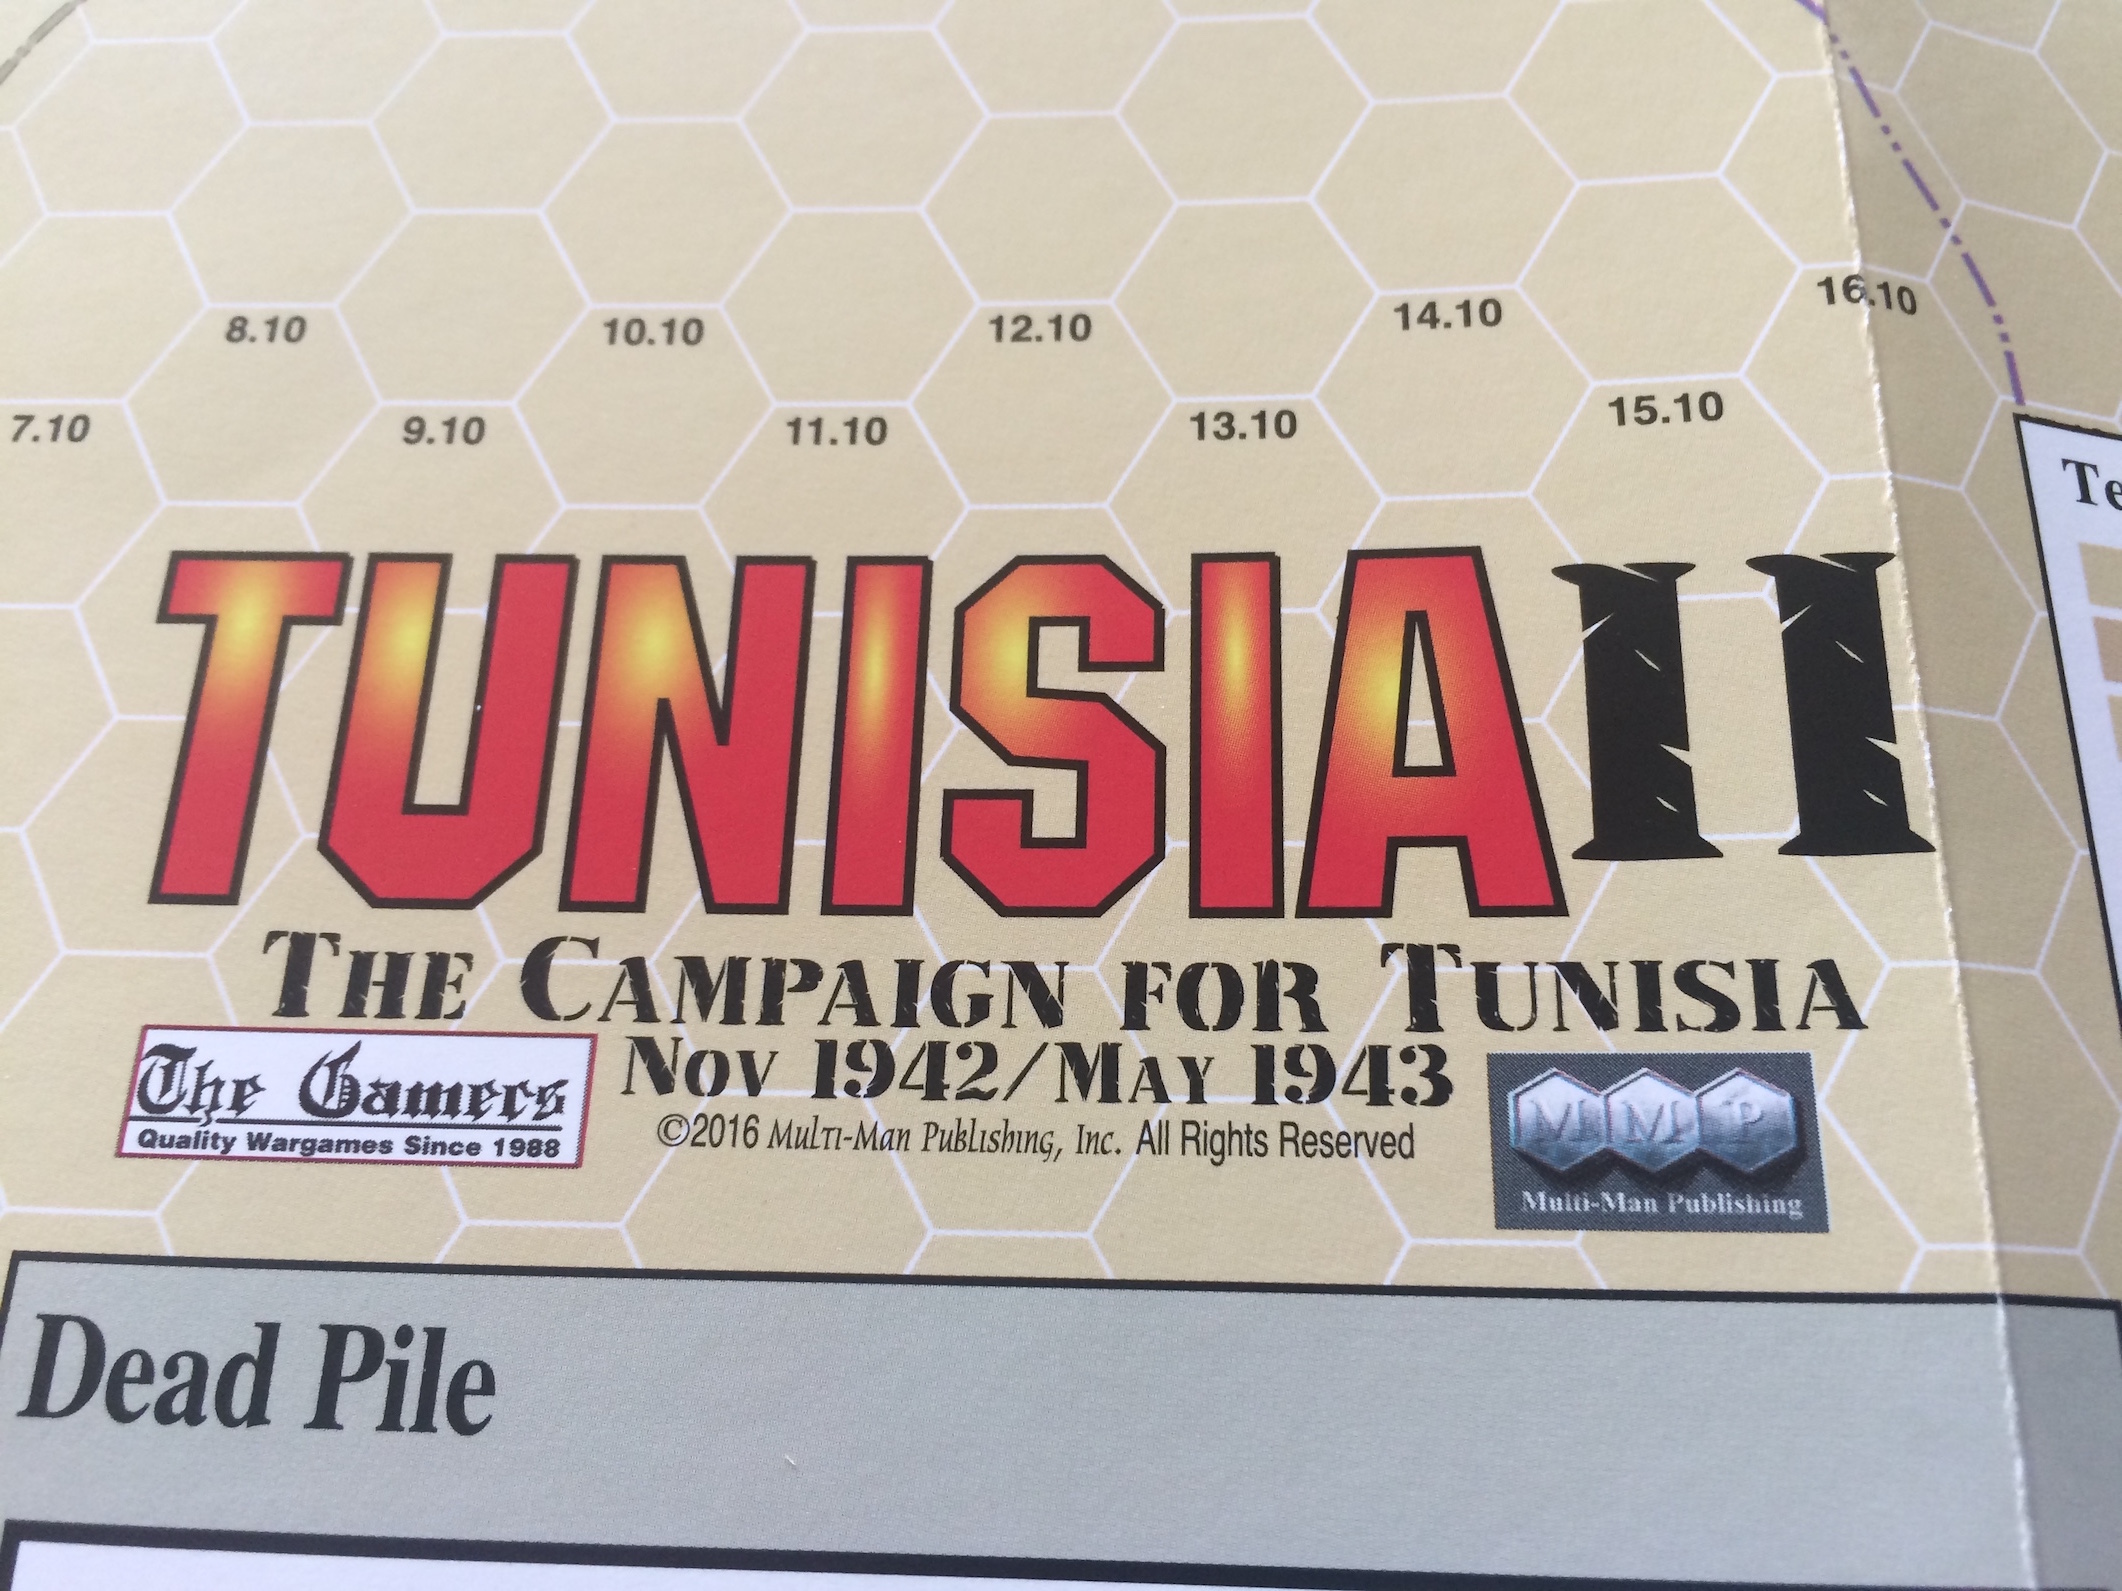 16.10
8.10 10.10 12.10 14.10
7.10 9.10 11.10 13.10 15.10
TUNISIA II
THE CAMPAIGN FOR TUNISIA
NOV 1942/MAY 1943
©2016 Multi-Man Publishing, Inc. All Rights Reserved
The Gamers
Quality Wargames Since 1988
MMP
Multi-Man Publishing
Dead Pile